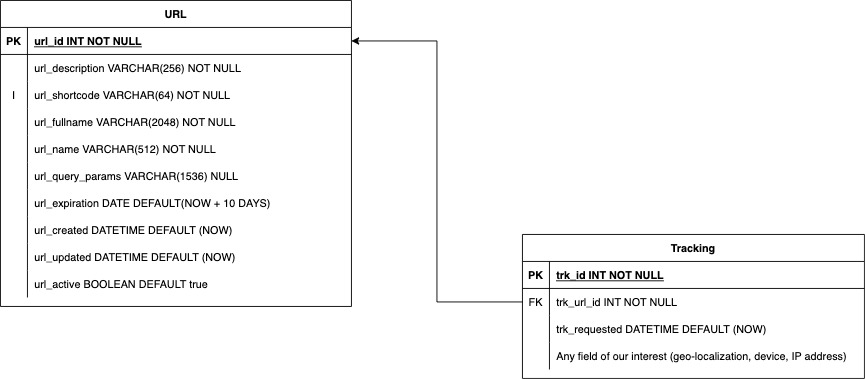 URL
PK url_id INT NOT NULL
url_description VARCHAR(256) NOT NULL
I url_shortcode VARCHAR(64) NOT NULL
url_fullname VARCHAR(2048) NOT NULL
url_name VARCHAR(512) NOT NULL
url_query_params VARCHAR(1536) NULL
url_expiration DATE DEFAULT(NOW + 10 DAYS)
url_created DATETIME DEFAULT (NOW)
url_updated DATETIME DEFAULT (NOW)
url_active BOOLEAN DEFAULT true
Tracking
PK trk_id INT NOT NULL
FK trk_url_id INT NOT NULL
trk_requested DATETIME DEFAULT (NOW)
Any field of our interest (geo-localization, device, IP address)